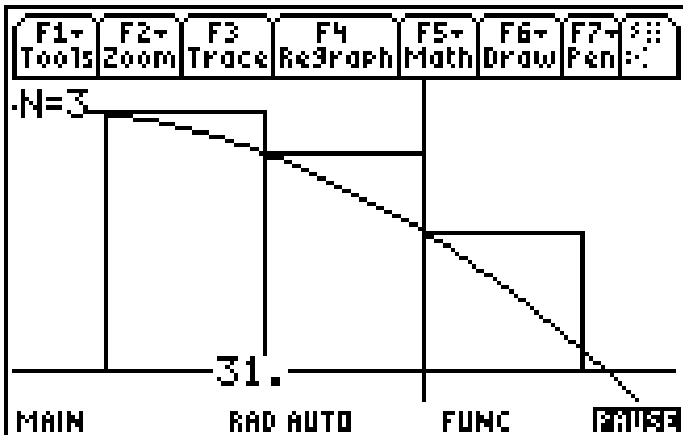 F1▾ F2▾ F3 F4 F5▾ F6▾ F7▾
Tools Zoom Trace ReGraph Math Draw Pen
N=3
31.
MAIN RAD AUTO FUNC PAUSE